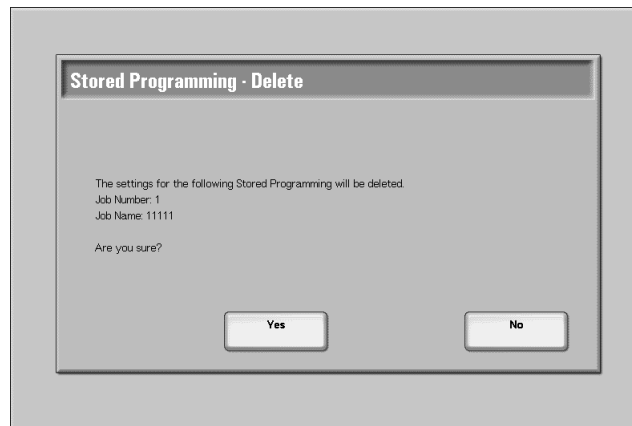 Stored Programming - Delete
The settings for the following Stored Programming will be deleted.
Job Number: 1
Job Name: 11111
Are you sure?
Yes
No